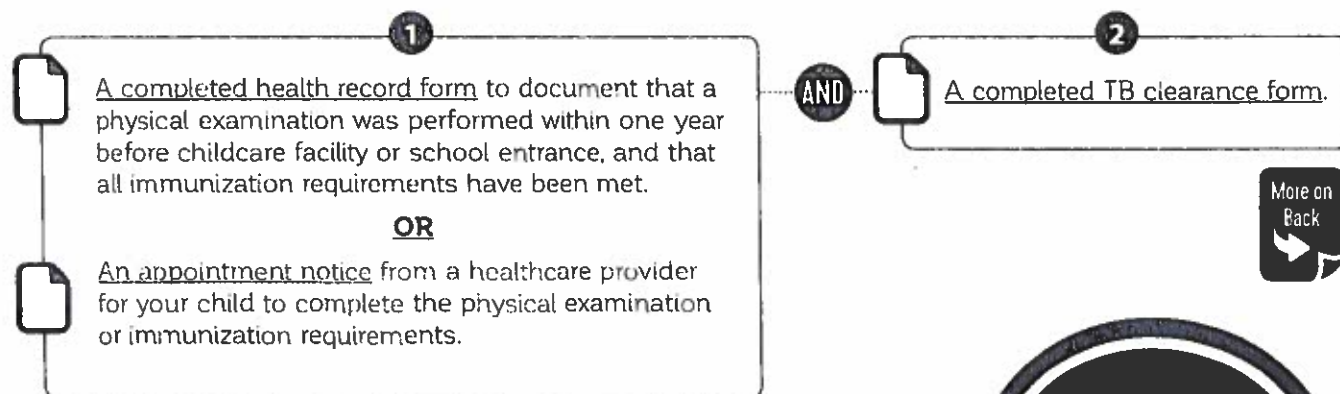 1
A completed health record form to document that a
physical examination was performed within one year
before childcare facility or school entrance, and that
all immunization requirements have been met.
OR
An appointment notice from a healthcare provider
for your child to complete the physical examination
or immunization requirements.
AND
2
A completed TB clearance form.
More on
Back